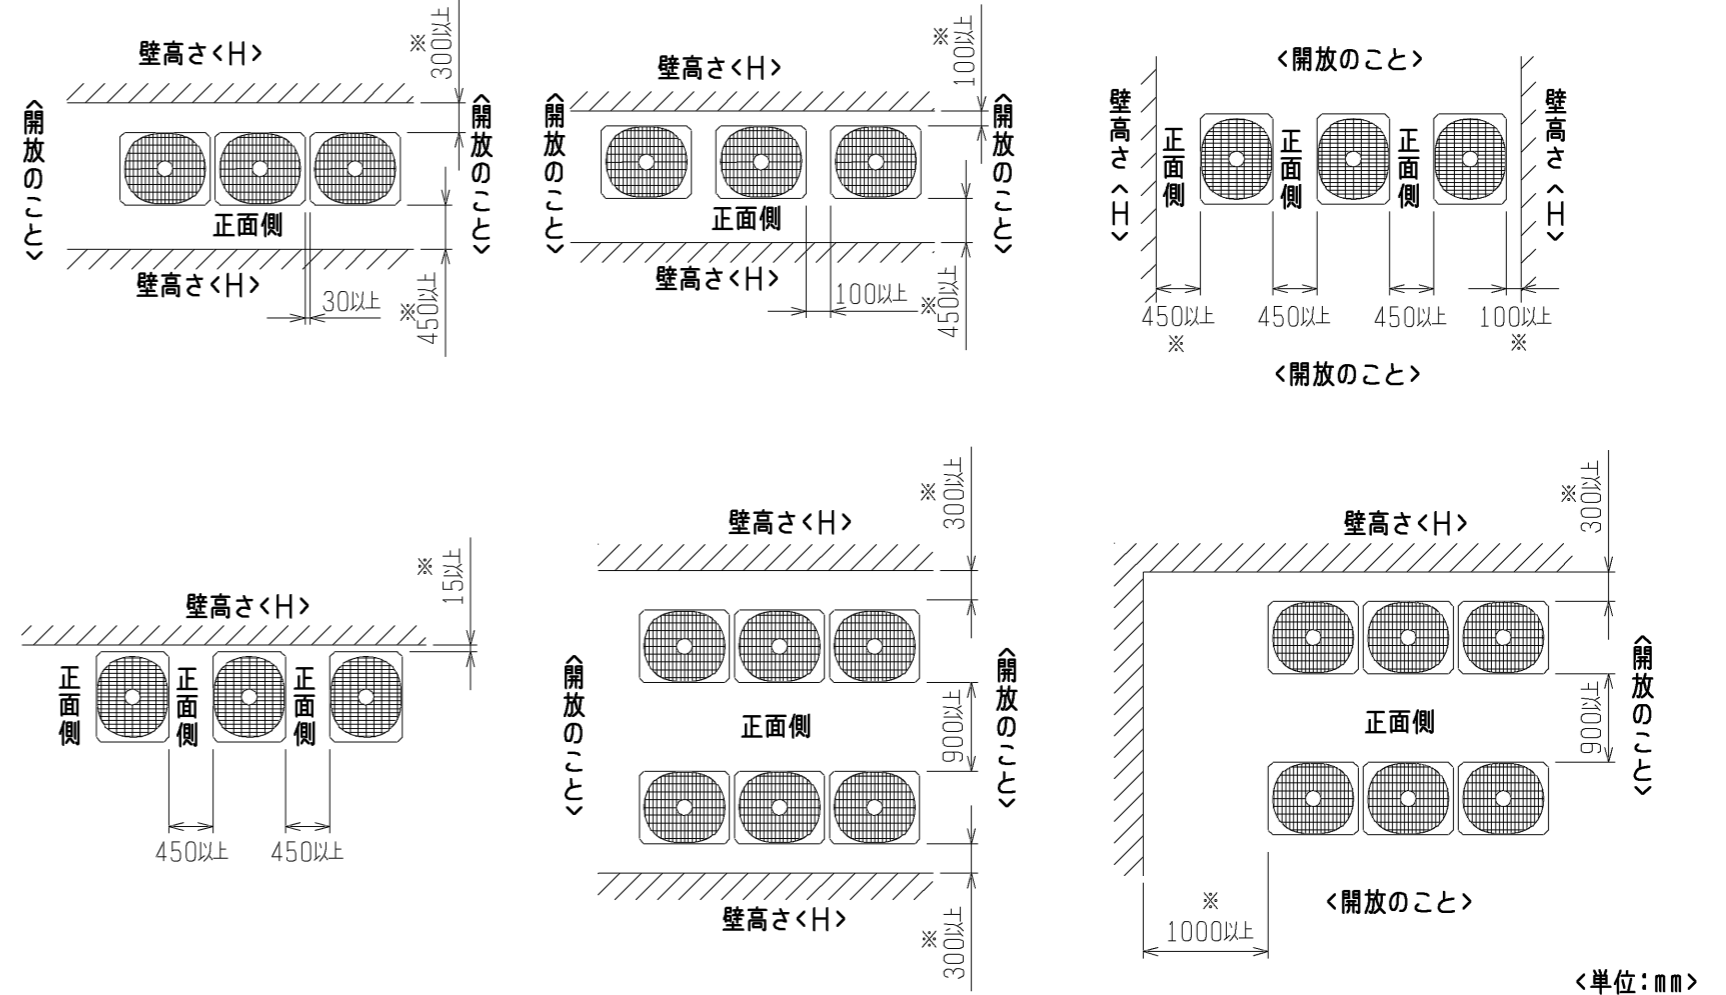 壁高さ<H>
※
300以上
<開放のこと>
<開放のこと>
正面側
壁高さ<H>
30以上
※
450以上
壁高さ<H>
※
100以上
<開放のこと>
<開放のこと>
正面側
壁高さ<H>
100以上
※
450以上
<開放のこと>
壁高さ<H>
正面側
正面側
正面側
壁高さ<H>
450以上
450以上
450以上
100以上
※
※
<開放のこと>
壁高さ<H>
※
15以上
正面側
正面側
正面側
450以上
450以上
壁高さ<H>
※
300以上
<開放のこと>
正面側
900以上
<開放のこと>
壁高さ<H>
※
300以上
壁高さ<H>
※
300以上
正面側
900以上
<開放のこと>
※
1000以上
<開放のこと>
<単位:mm>